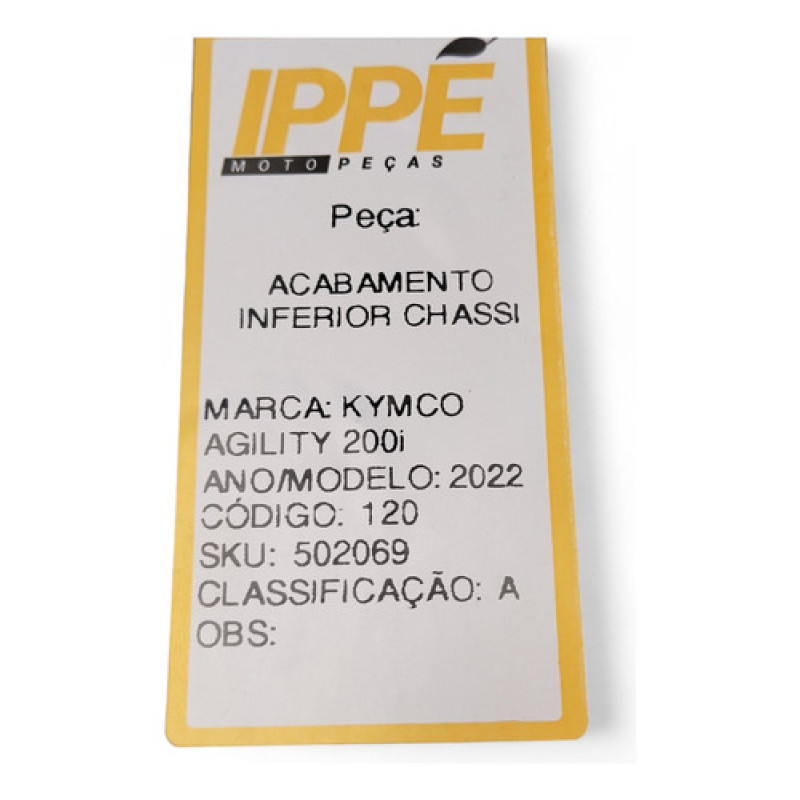 IPPÉ
MOTO PEÇAS
Peça:
ACABAMENTO
INFERIOR CHASSI
MARCA: KYMCO
AGILITY 200i
ANO/MODELO: 2022
CÓDIGO: 120
SKU: 502069
CLASSIFICAÇÃO: A
OBS: